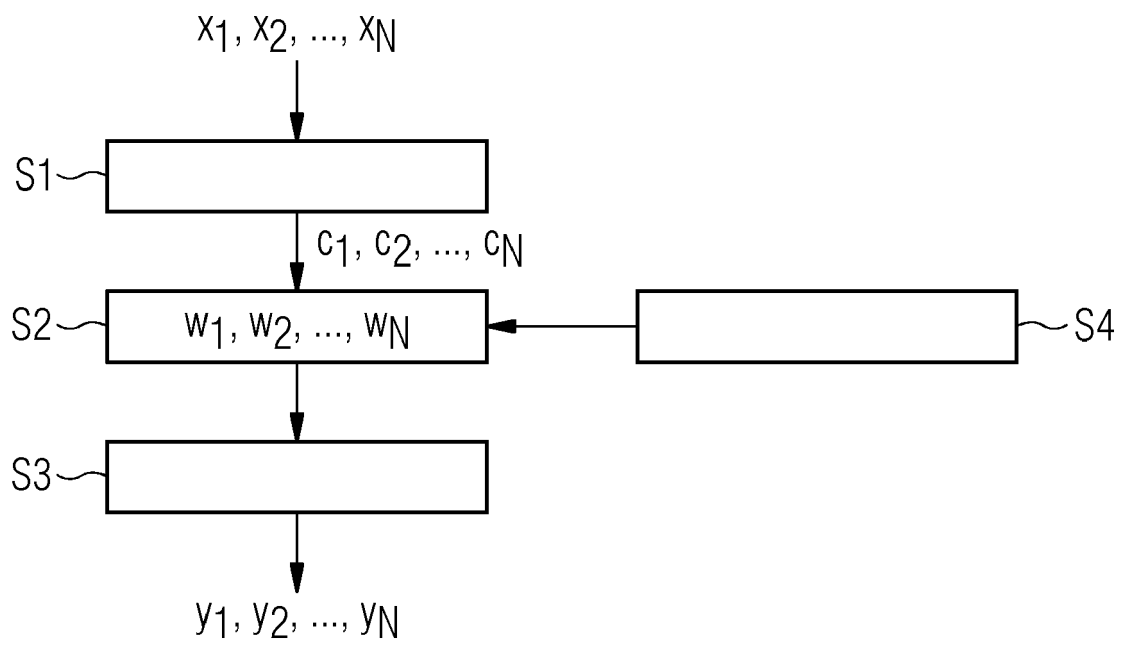 x1, x2, ..., xN
S1
c1, c2, ..., cN
S2
w1, w2, ..., wN
S4
S3
y1, y2, ..., yN